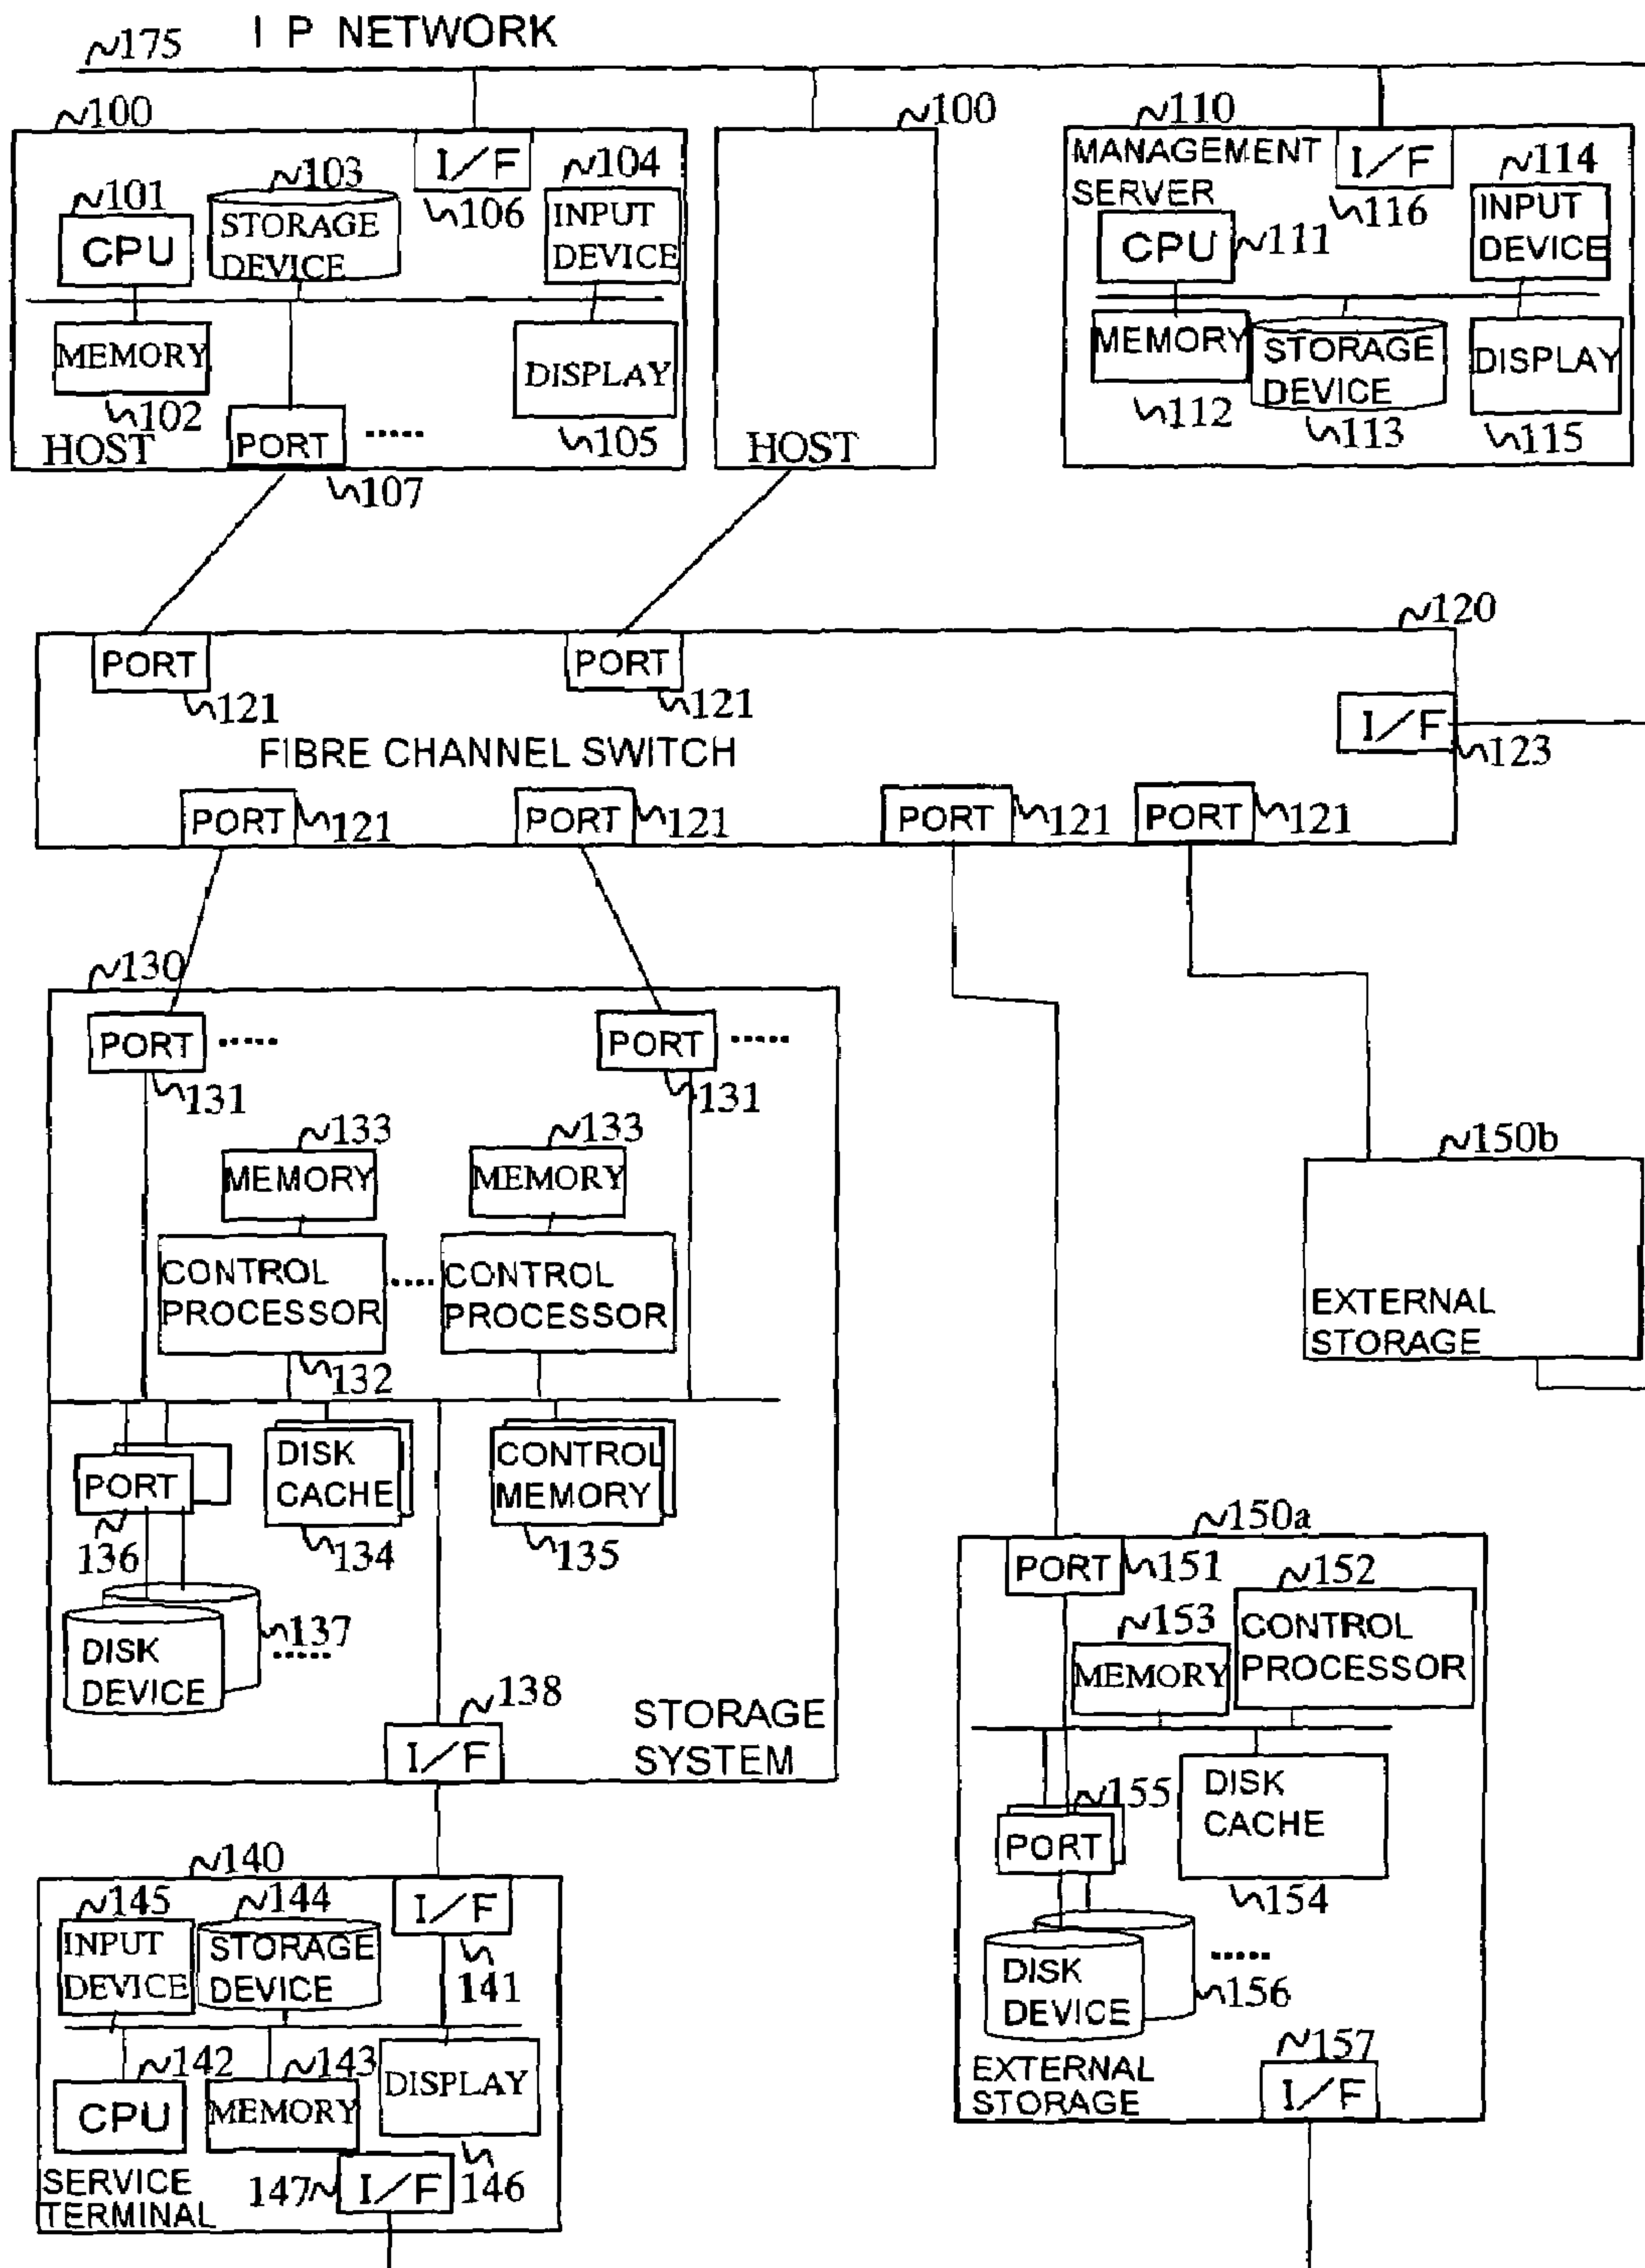 I P NETWORK
175
100
100
110
I/F
106
103
STORAGE
DEVICE
104
INPUT
DEVICE
101
CPU
MEMORY
102
DISPLAY
105
HOST
PORT
.....
107
HOST
MANAGEMENT
SERVER
I/F
116
114
INPUT
DEVICE
CPU
111
MEMORY
112
STORAGE
DEVICE
113
DISPLAY
115
120
PORT
121
PORT
121
I/F
123
FIBRE CHANNEL SWITCH
PORT
121
PORT
121
PORT
121
PORT
121
130
PORT
.....
131
PORT
.....
131
133
MEMORY
133
MEMORY
CONTROL
PROCESSOR
132
....
CONTROL
PROCESSOR
150b
EXTERNAL
STORAGE
PORT
136
DISK
CACHE
134
CONTROL
MEMORY
135
DISK
DEVICE
137
.....
138
I/F
STORAGE
SYSTEM
150a
PORT
151
152
CONTROL
PROCESSOR
153
MEMORY
155
PORT
DISK
CACHE
154
DISK
DEVICE
.....
156
EXTERNAL
STORAGE
157
I/F
140
145
INPUT
DEVICE
144
STORAGE
DEVICE
I/F
141
142
CPU
143
MEMORY
DISPLAY
146
SERVICE
TERMINAL
147
I/F